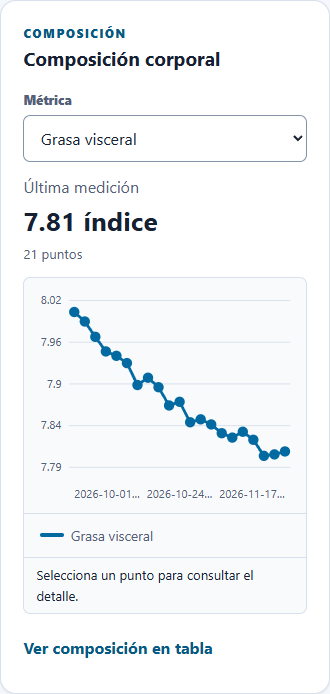 COMPOSICIÓN
Composición corporal
Métrica
Grasa visceral
Última medición
7.81 índice
21 puntos
8.02
7.96
7.9
7.84
7.79
2026-10-01... 2026-10-24... 2026-11-17...
Grasa visceral
Selecciona un punto para consultar el
detalle.
Ver composición en tabla